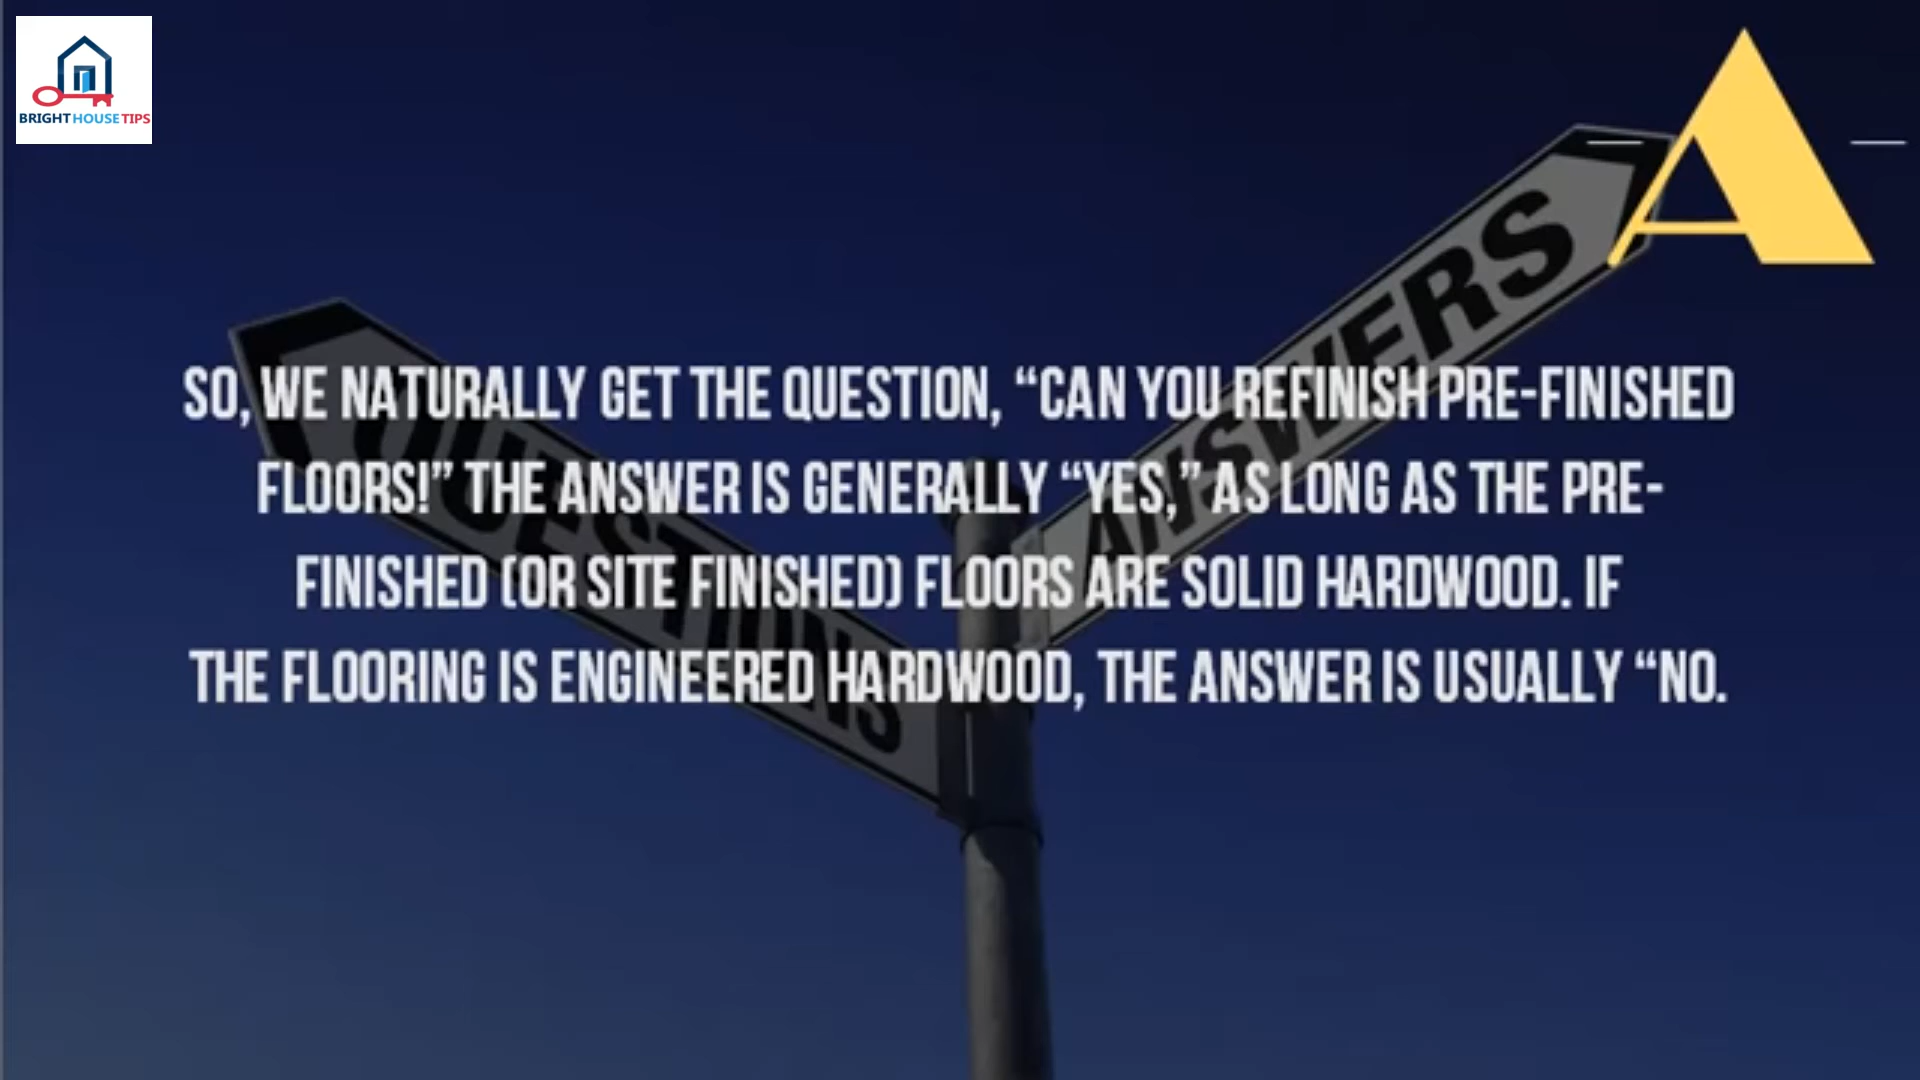 BRIGHT HOUSE TIPS
A
ANSWERS
QUESTIONS
SO, WE NATURALLY GET THE QUESTION, “CAN YOU REFINISH PRE-FINISHED
FLOORS!” THE ANSWER IS GENERALLY “YES,” AS LONG AS THE PRE-
FINISHED (OR SITE FINISHED) FLOORS ARE SOLID HARDWOOD. IF
THE FLOORING IS ENGINEERED HARDWOOD, THE ANSWER IS USUALLY “NO.